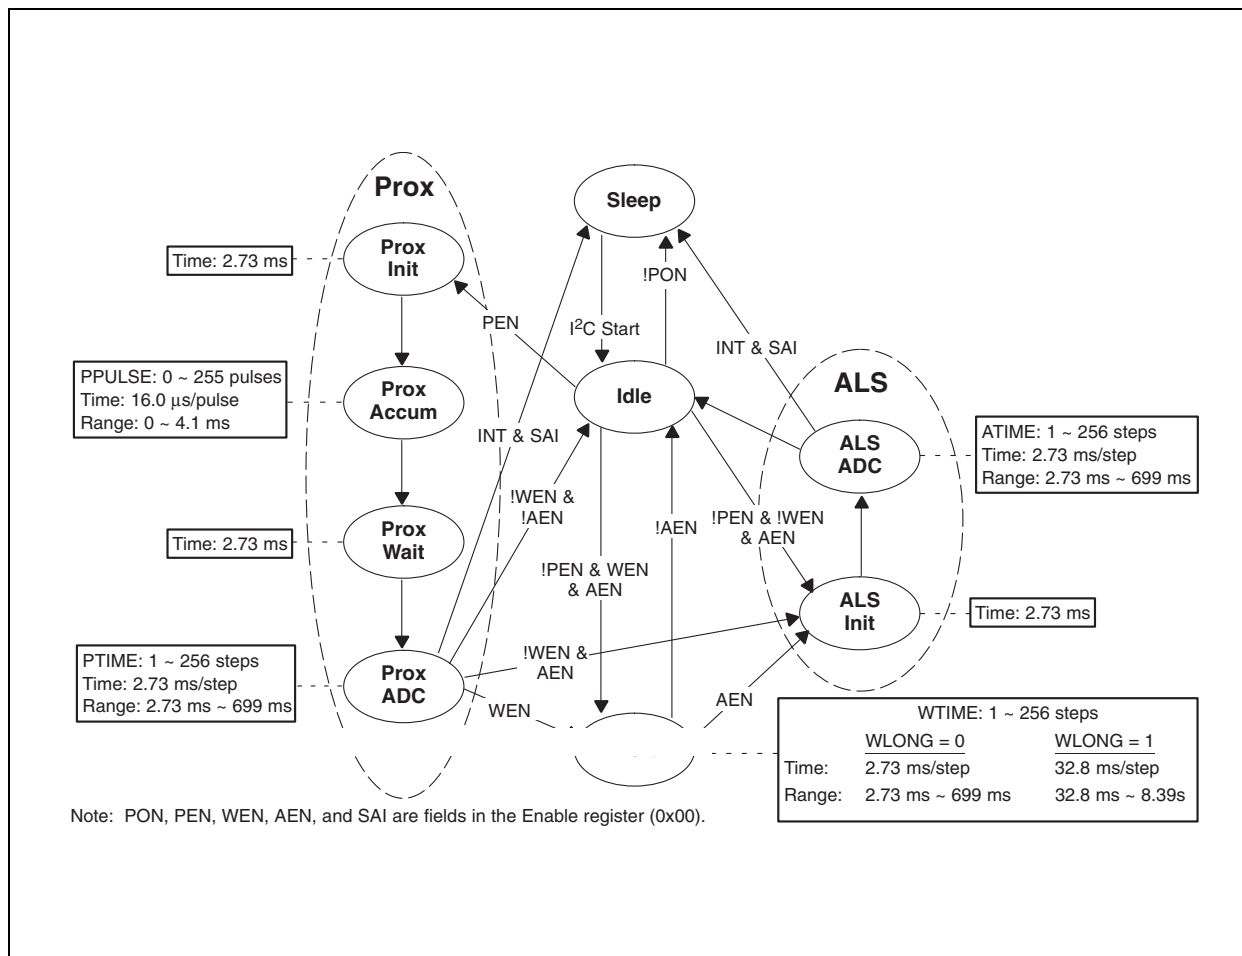 Prox
Sleep
Prox
Init
Time: 2.73 ms
!PON
PEN
I²C Start
INT & SAI
ALS
PPULSE: 0 ~ 255 pulses
Time: 16.0 µs/pulse
Range: 0 ~ 4.1 ms
Prox
Accum
Idle
INT & SAI
ALS
ADC
ATIME: 1 ~ 256 steps
Time: 2.73 ms/step
Range: 2.73 ms ~ 699 ms
!WEN &
!AEN
!AEN
!PEN & !WEN
& AEN
Prox
Wait
Time: 2.73 ms
!PEN & WEN
& AEN
ALS
Init
Time: 2.73 ms
PTIME: 1 ~ 256 steps
Time: 2.73 ms/step
Range: 2.73 ms ~ 699 ms
Prox
ADC
!WEN &
AEN
WEN
AEN
WTIME: 1 ~ 256 steps
WLONG = 0 WLONG = 1
Time: 2.73 ms/step 32.8 ms/step
Range: 2.73 ms ~ 699 ms 32.8 ms ~ 8.39s
Note: PON, PEN, WEN, AEN, and SAI are fields in the Enable register (0x00).